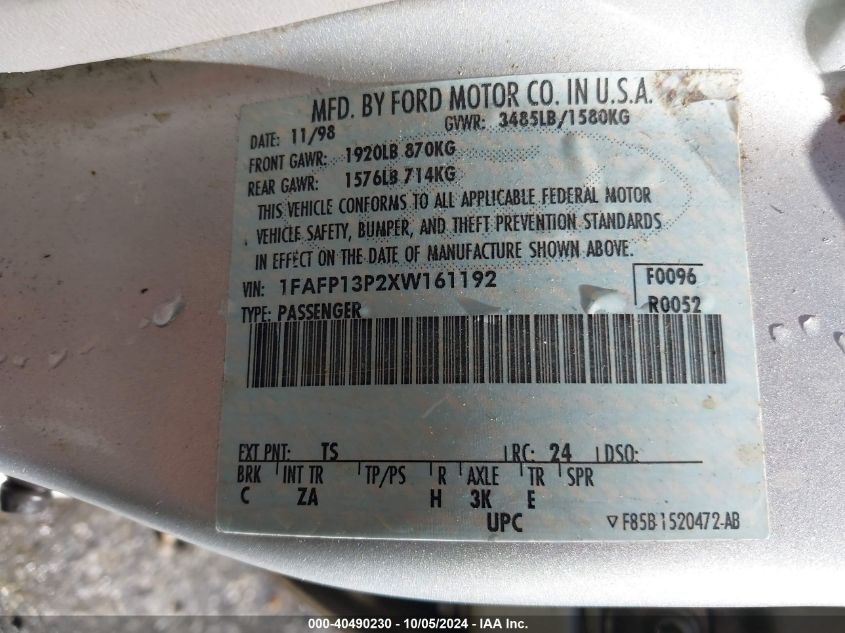 MFD. BY FORD MOTOR CO. IN U.S.A.
DATE: 11/98 GVWR: 3485LB/1580KG
FRONT GAWR: 1920LB 870KG
REAR GAWR: 1576LB 714KG
THIS VEHICLE CONFORMS TO ALL APPLICABLE FEDERAL MOTOR
VEHICLE SAFETY, BUMPER, AND THEFT PREVENTION STANDARDS
IN EFFECT ON THE DATE OF MANUFACTURE SHOWN ABOVE.
VIN: 1FAFP13P2XW161192 F0096
TYPE: PASSENGER R0052
EXT PNT: TS RC: 24 DSO:
BRK INT TR TP/PS R AXLE TR SPR
C ZA H 3K E
UPC ▽F85B 1520472-AB
000-40490230 - 10/05/2024 - IAA Inc.